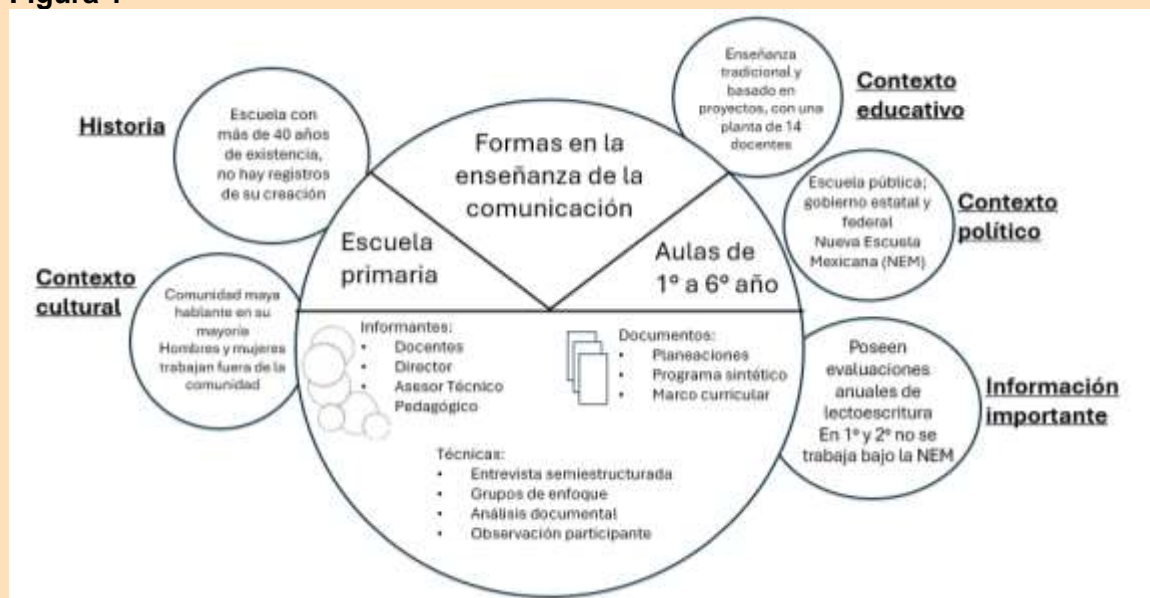 Historia
Escuela con
más de 40 años
de existencia,
no hay registros
de su creación
Contexto
cultural
Comunidad maya
hablante en su
mayoría
Hombres y mujeres
trabajan fuera de la
comunidad
Formas en la
enseñanza de la
comunicación
Escuela
primaria
Aulas de
1º a 6º año
Enseñanza
tradicional y
basado en
proyectos, con una
planta de 14
docentes
Contexto
educativo
Escuela pública;
gobierno estatal y
federal
Nueva Escuela
Mexicana (NEM)
Contexto
político
Poseen
evaluaciones
anuales de
lectoescritura
En 1º y 2º no se
trabaja bajo la NEM
Información
importante
Informantes:
• Docentes
• Director
• Asesor Técnico
Pedagógico
Documentos:
• Planeaciones
• Programa sintético
• Marco curricular
Técnicas:
• Entrevista semiestructurada
• Grupos de enfoque
• Análisis documental
• Observación participante